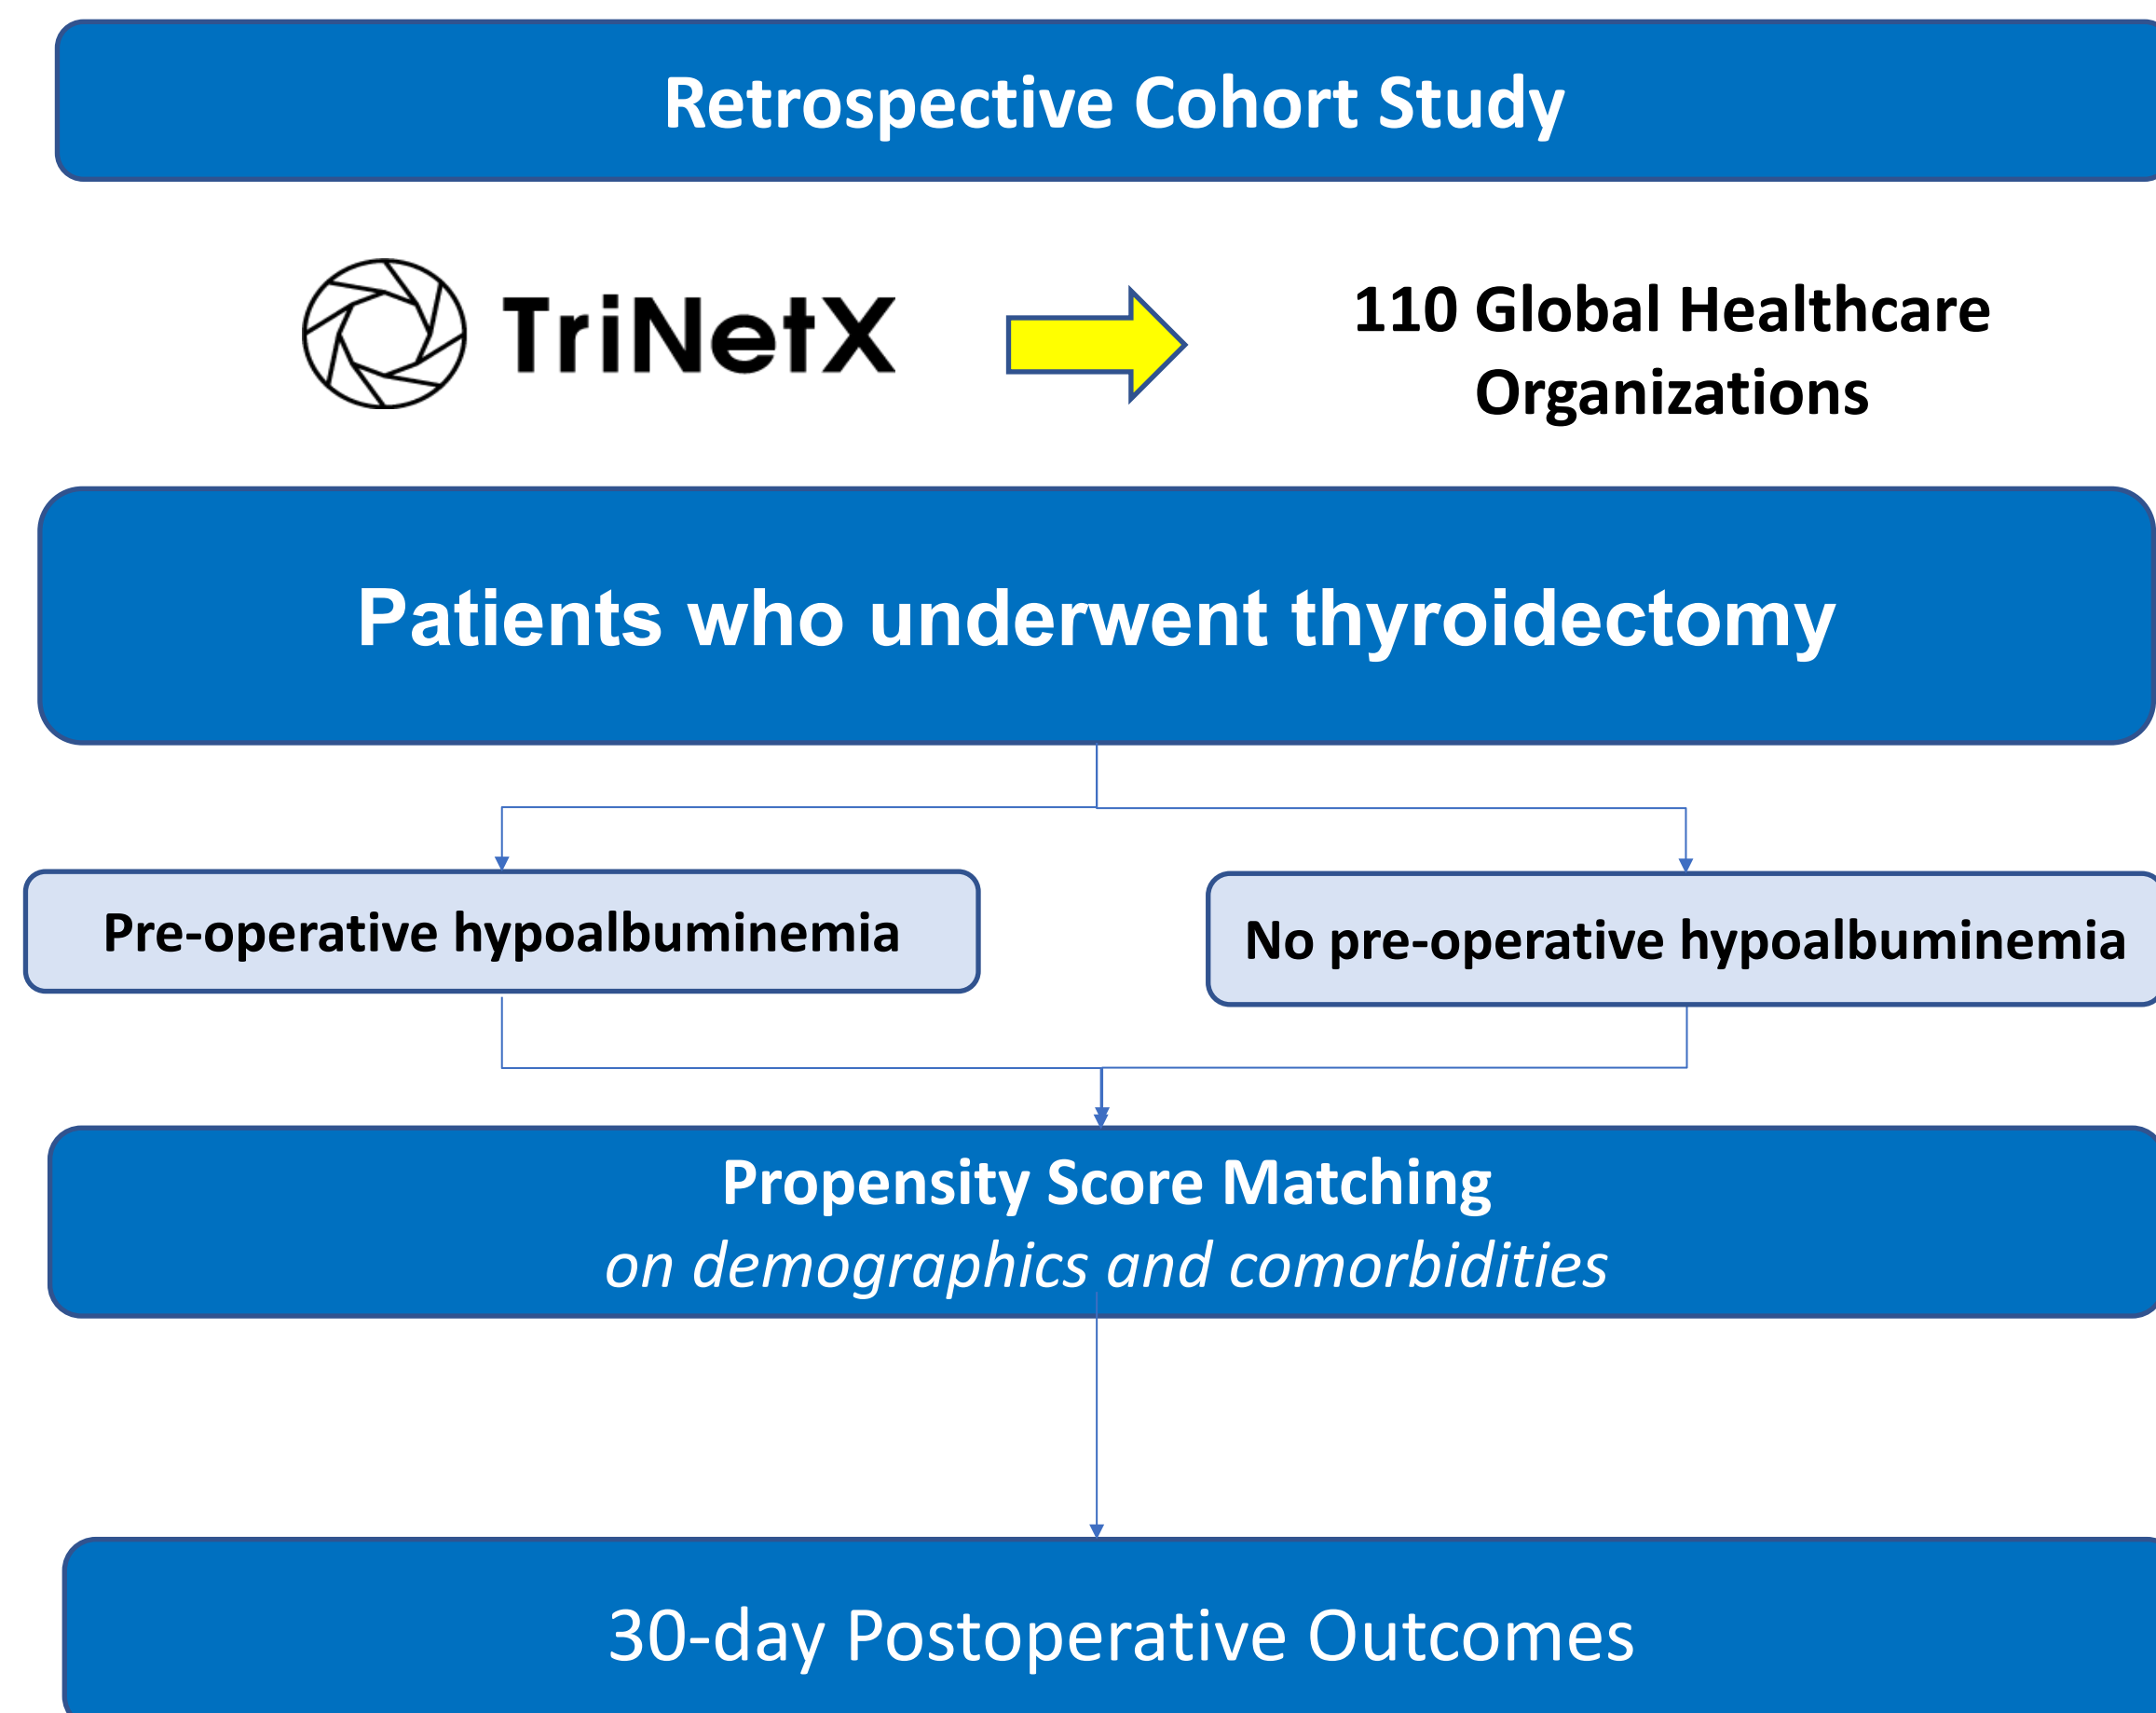 Retrospective Cohort Study
TriNetX
110 Global Healthcare
Organizations
Patients who underwent thyroidectomy
Pre-operative hypoalbuminemia
No pre-operative hypoalbuminemia
Propensity Score Matching
on demographics and comorbidities
30-day Postoperative Outcomes